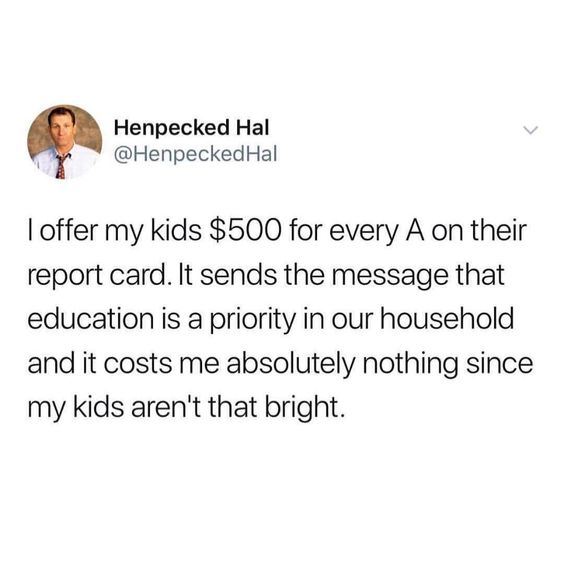 Henpecked Hal
@HenpeckedHal
I offer my kids $500 for every A on their
report card. It sends the message that
education is a priority in our household
and it costs me absolutely nothing since
my kids aren't that bright.